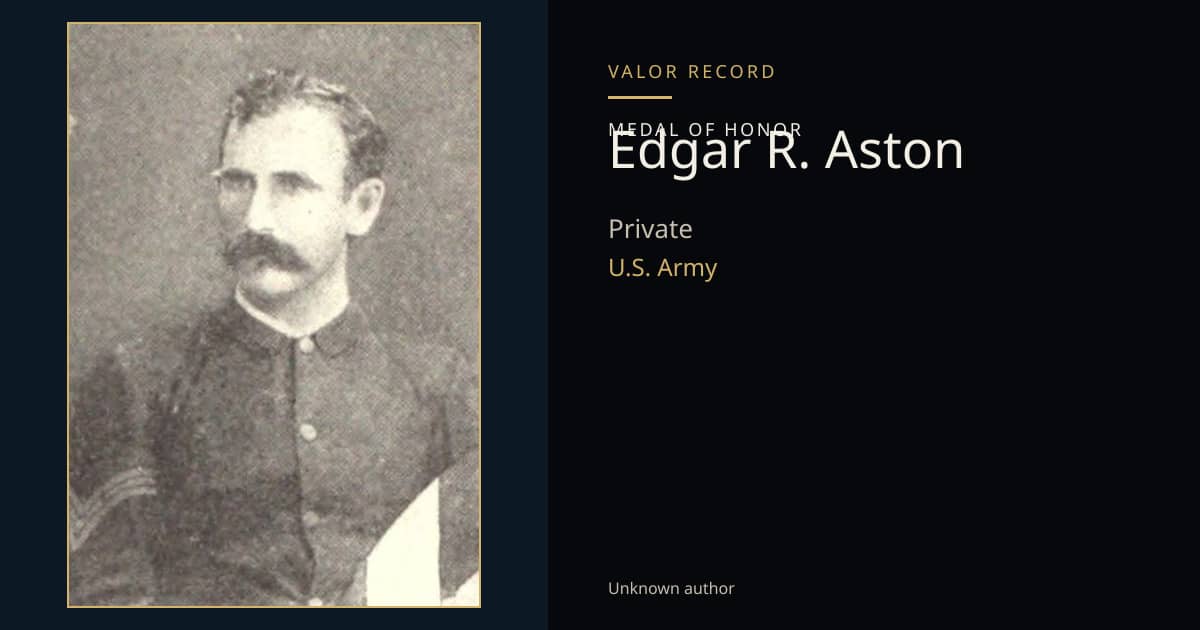 VALOR RECORD
MEDAL OF HONOR
Edgar R. Aston
Private
U.S. Army
Unknown author